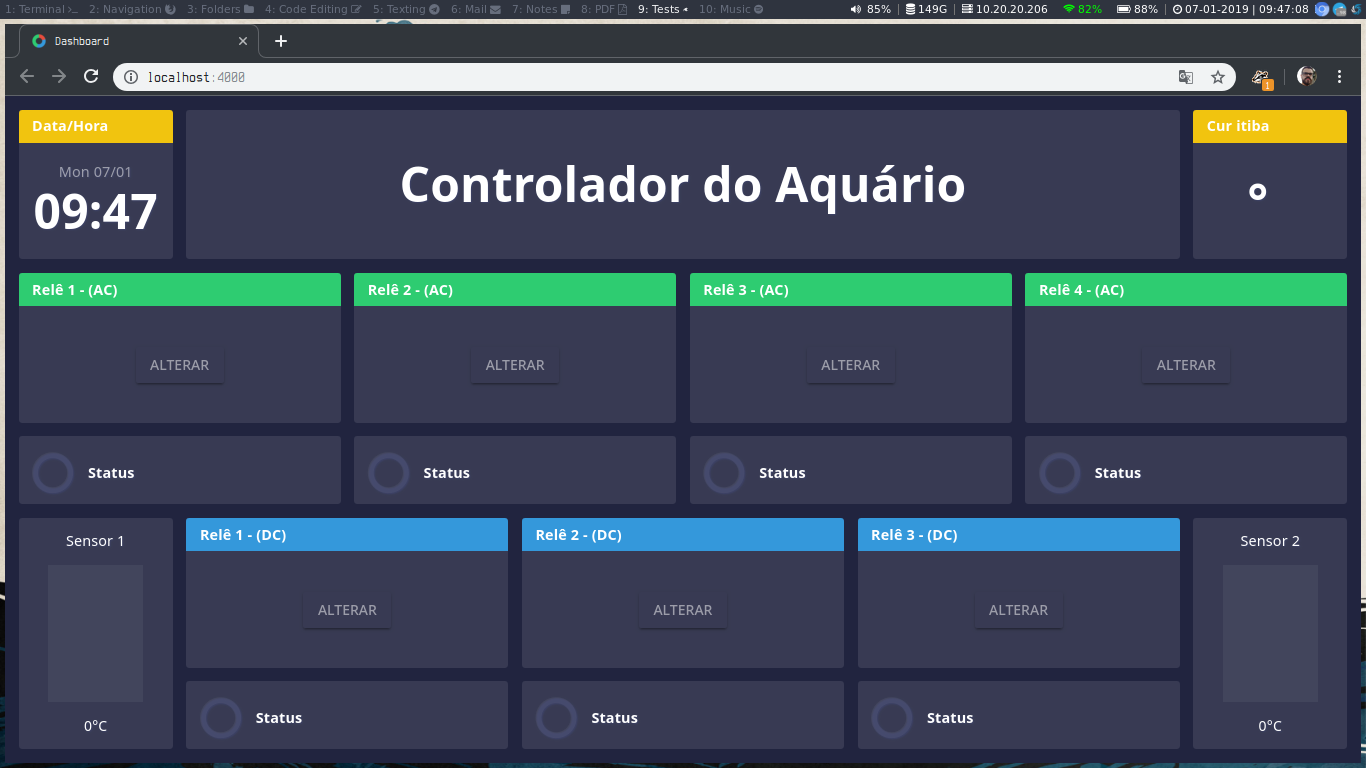 1: Terminal 2: Navigation 3: Folders 4: Code Editing 5: Texting 6: Mail 7: Notes 8: PDF 9: Tests 10: Music 85% | 149G | 10.20.20.206 82% 88% | 07-01-2019 | 09:47:08
Dashboard
localhost:4000
1
Data/Hora
Mon 07/01
09:47
Controlador do Aquário
Cur itiba
°
Relê 1 - (AC)
ALTERAR
Relê 2 - (AC)
ALTERAR
Relê 3 - (AC)
ALTERAR
Relê 4 - (AC)
ALTERAR
Status
Status
Status
Status
Sensor 1
0°C
Relê 1 - (DC)
ALTERAR
Relê 2 - (DC)
ALTERAR
Relê 3 - (DC)
ALTERAR
Status
Status
Status
Sensor 2
0°C